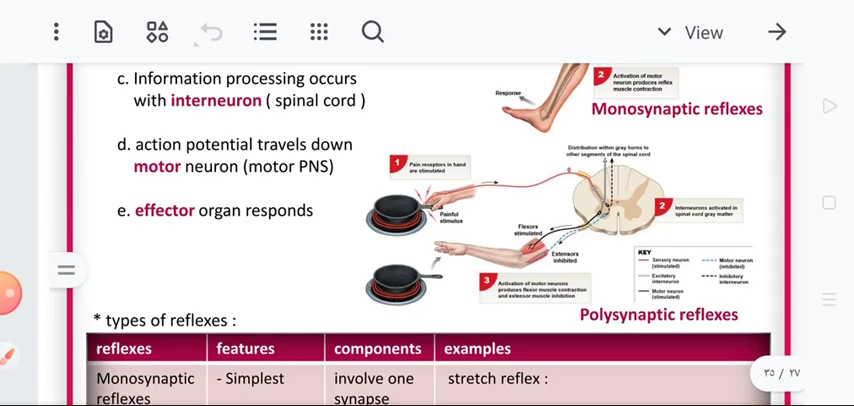 View
c. Information processing occurs
with interneuron ( spinal cord )
d. action potential travels down
motor neuron (motor PNS)
e. effector organ responds
2
Activation of motor
neuron produces reflex
muscle contraction
Response
Monosynaptic reflexes
Distribution within gray horns to
other segments of the spinal cord
1
Pain receptors in hand
are stimulated
Painful
stimulus
2
Interneurons activated in
spinal cord gray matter
Flexors
stimulated
Extensors
inhibited
3
Activation of motor neurons
produces flexor muscle contraction
and extensor muscle inhibition
KEY
Sensory neuron
(stimulated)
Excitatory
interneuron
Motor neuron
(stimulated)
Motor neuron
(inhibited)
Inhibitory
interneuron
Polysynaptic reflexes
* types of reflexes :
reflexes features components examples
Monosynaptic - Simplest involve one stretch reflex :
reflexes synapse
٣٥ / ٢٧